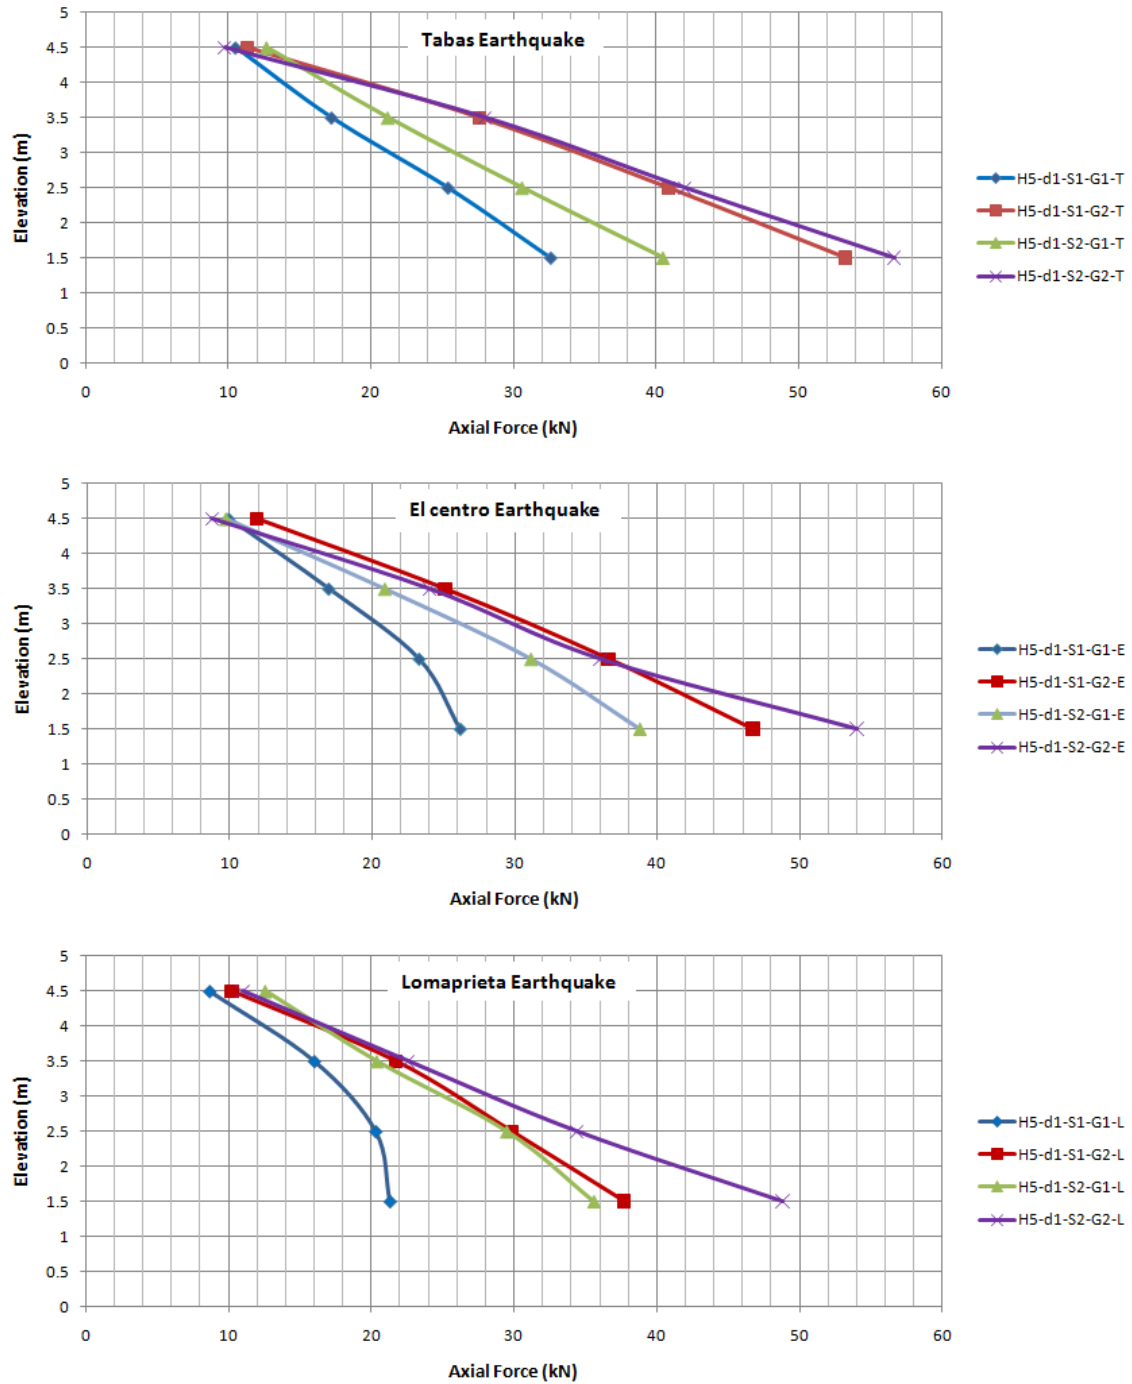 Tabas Earthquake
Elevation (m)
5
4.5
4
3.5
3
2.5
2
1.5
1
0.5
0
0 10 20 30 40 50 60
Axial Force (kN)
H5-d1-S1-G1-T
H5-d1-S1-G2-T
H5-d1-S2-G1-T
H5-d1-S2-G2-T
El centro Earthquake
Elevation (m)
5
4.5
4
3.5
3
2.5
2
1.5
1
0.5
0
0 10 20 30 40 50 60
Axial Force (kN)
H5-d1-S1-G1-E
H5-d1-S1-G2-E
H5-d1-S2-G1-E
H5-d1-S2-G2-E
Lomaprieta Earthquake
Elevation (m)
5
4.5
4
3.5
3
2.5
2
1.5
1
0.5
0
0 10 20 30 40 50 60
Axial Force (kN)
H5-d1-S1-G1-L
H5-d1-S1-G2-L
H5-d1-S2-G1-L
H5-d1-S2-G2-L